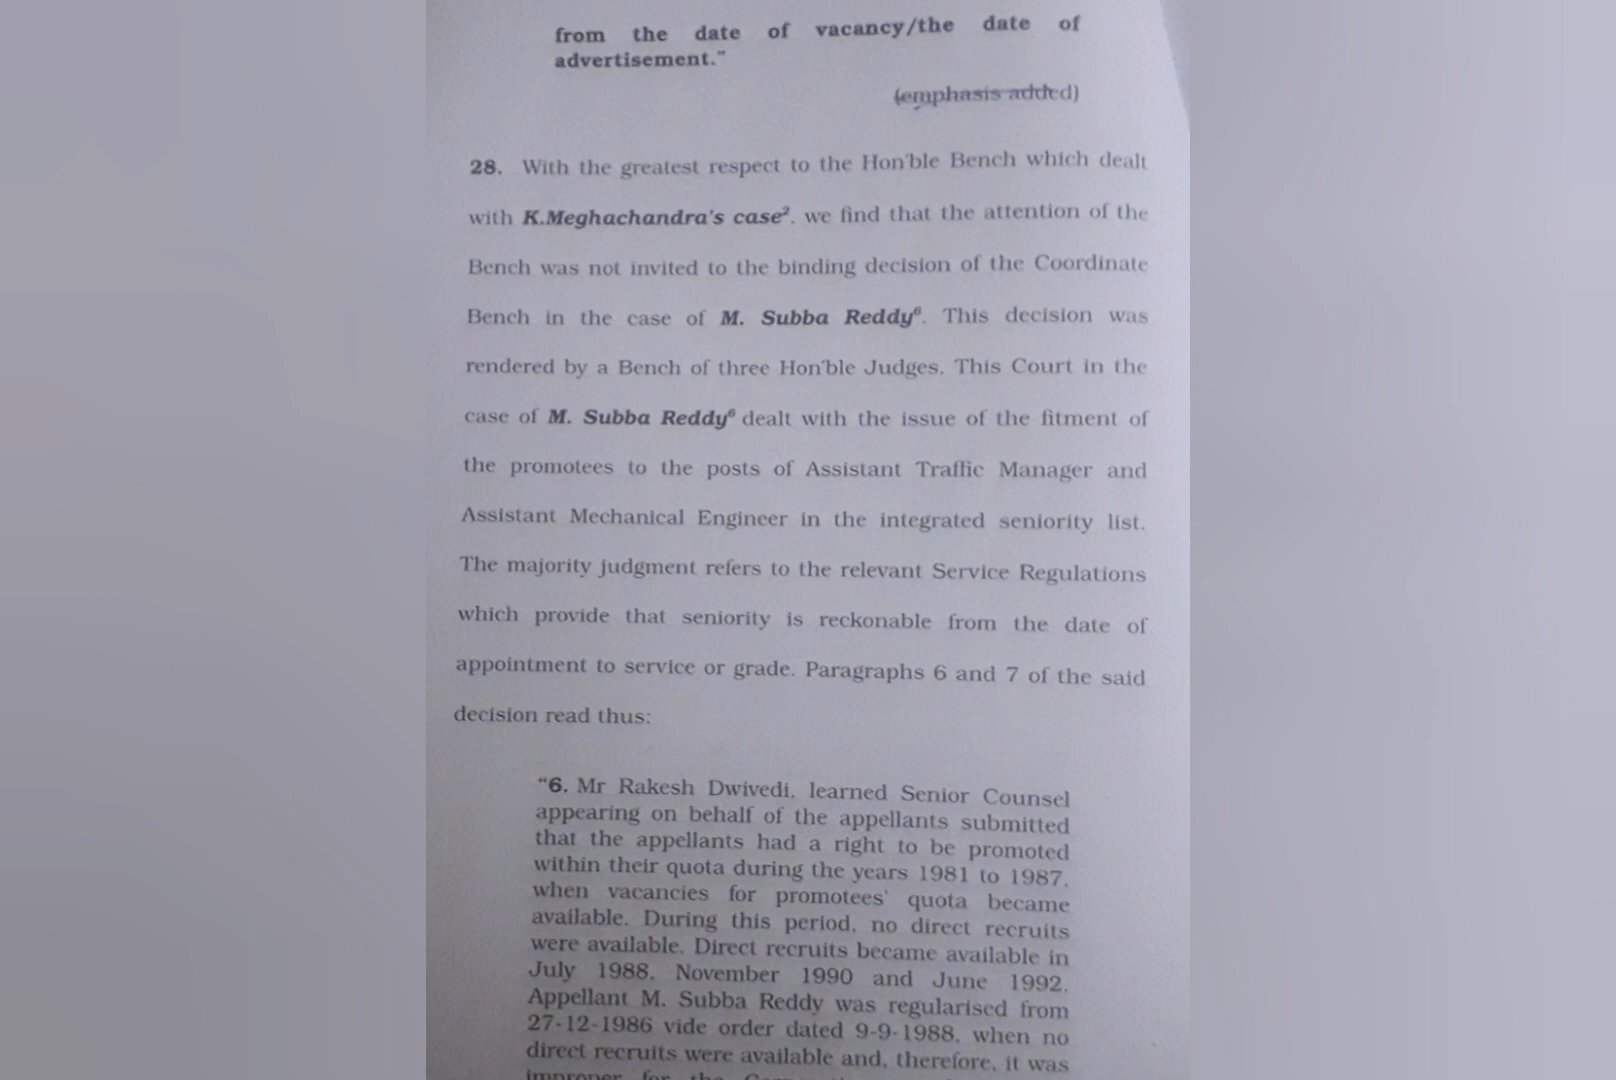 from the date of vacancy/the date of
advertisement."
(emphasis added)
28. With the greatest respect to the Hon'ble Bench which dealt
with K.Meghachandra's case², we find that the attention of the
Bench was not invited to the binding decision of the Coordinate
Bench in the case of M. Subba Reddy⁶. This decision was
rendered by a Bench of three Hon'ble Judges. This Court in the
case of M. Subba Reddy⁶ dealt with the issue of the fitment of
the promotees to the posts of Assistant Traffic Manager and
Assistant Mechanical Engineer in the integrated seniority list.
The majority judgment refers to the relevant Service Regulations
which provide that seniority is reckonable from the date of
appointment to service or grade. Paragraphs 6 and 7 of the said
decision read thus:
"6. Mr Rakesh Dwivedi, learned Senior Counsel
appearing on behalf of the appellants submitted
that the appellants had a right to be promoted
within their quota during the years 1981 to 1987,
when vacancies for promotees' quota became
available. During this period, no direct recruits
were available. Direct recruits became available in
July 1988, November 1990 and June 1992.
Appellant M. Subba Reddy was regularised from
27-12-1986 vide order dated 9-9-1988, when no
direct recruits were available and, therefore, it was
improper for the